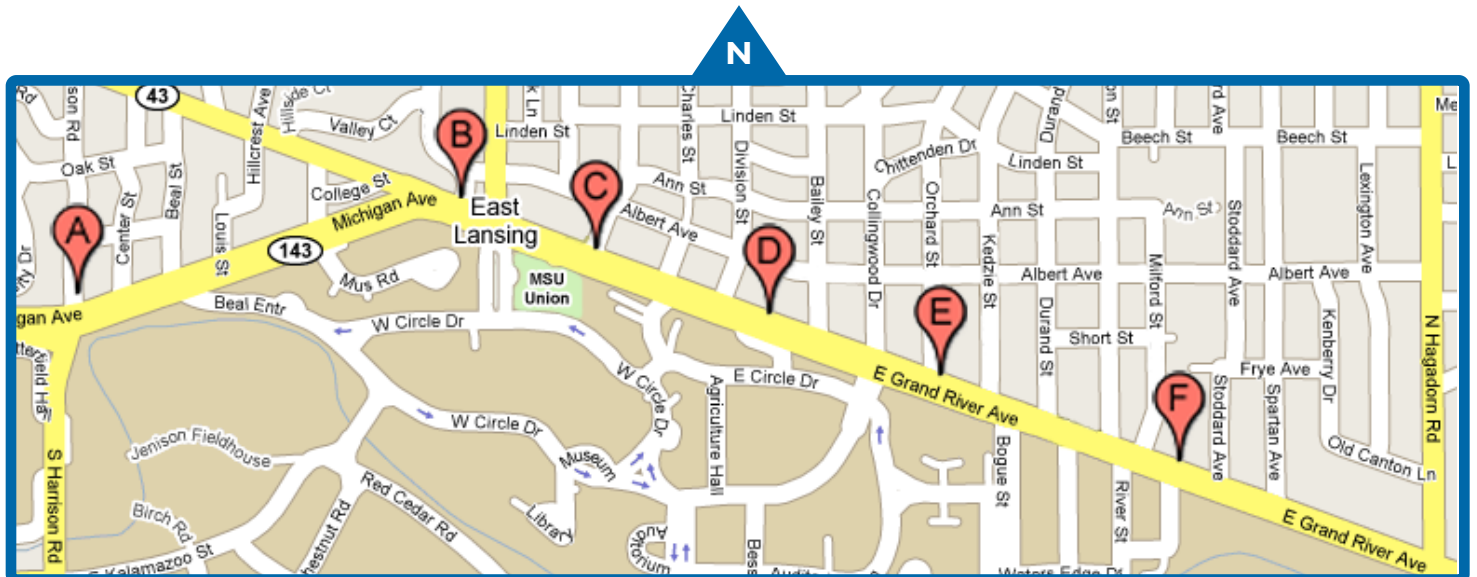 N
43
Hillside Ct
Hillcrest Ave
Valley Ct
B
Linden St
Charles St
Linden St
Durand
Beech St
Beech St
Oak St
Beal St
College St
C
Ann St
Division St
Bailey St
Chittenden Dr
Linden St
Lexington Ave
A
Center St
Louis St
Michigan Ave
East
Lansing
Albert Ave
Collingwood Dr
Orchard St
Ann St
Ann St
Stoddard Ave
143
D
Kedzie St
Albert Ave
Milford St
Albert Ave
Mus Rd
MSU
Union
Beal Entr
W Circle Dr
E
Durand St
Short St
Kenberry Dr
N Hagadorn Rd
W Circle Dr
E Circle Dr
E Grand River Ave
Frye Ave
F
Stoddard Ave
Spartan Ave
W Circle Dr
Agriculture Hall
Jenison Fieldhouse
Museum
Bogue St
Old Canton Ln
S Harrison Rd
Red Cedar Rd
Library
River St
Birch Rd
E Grand River Ave
Kalamazoo St